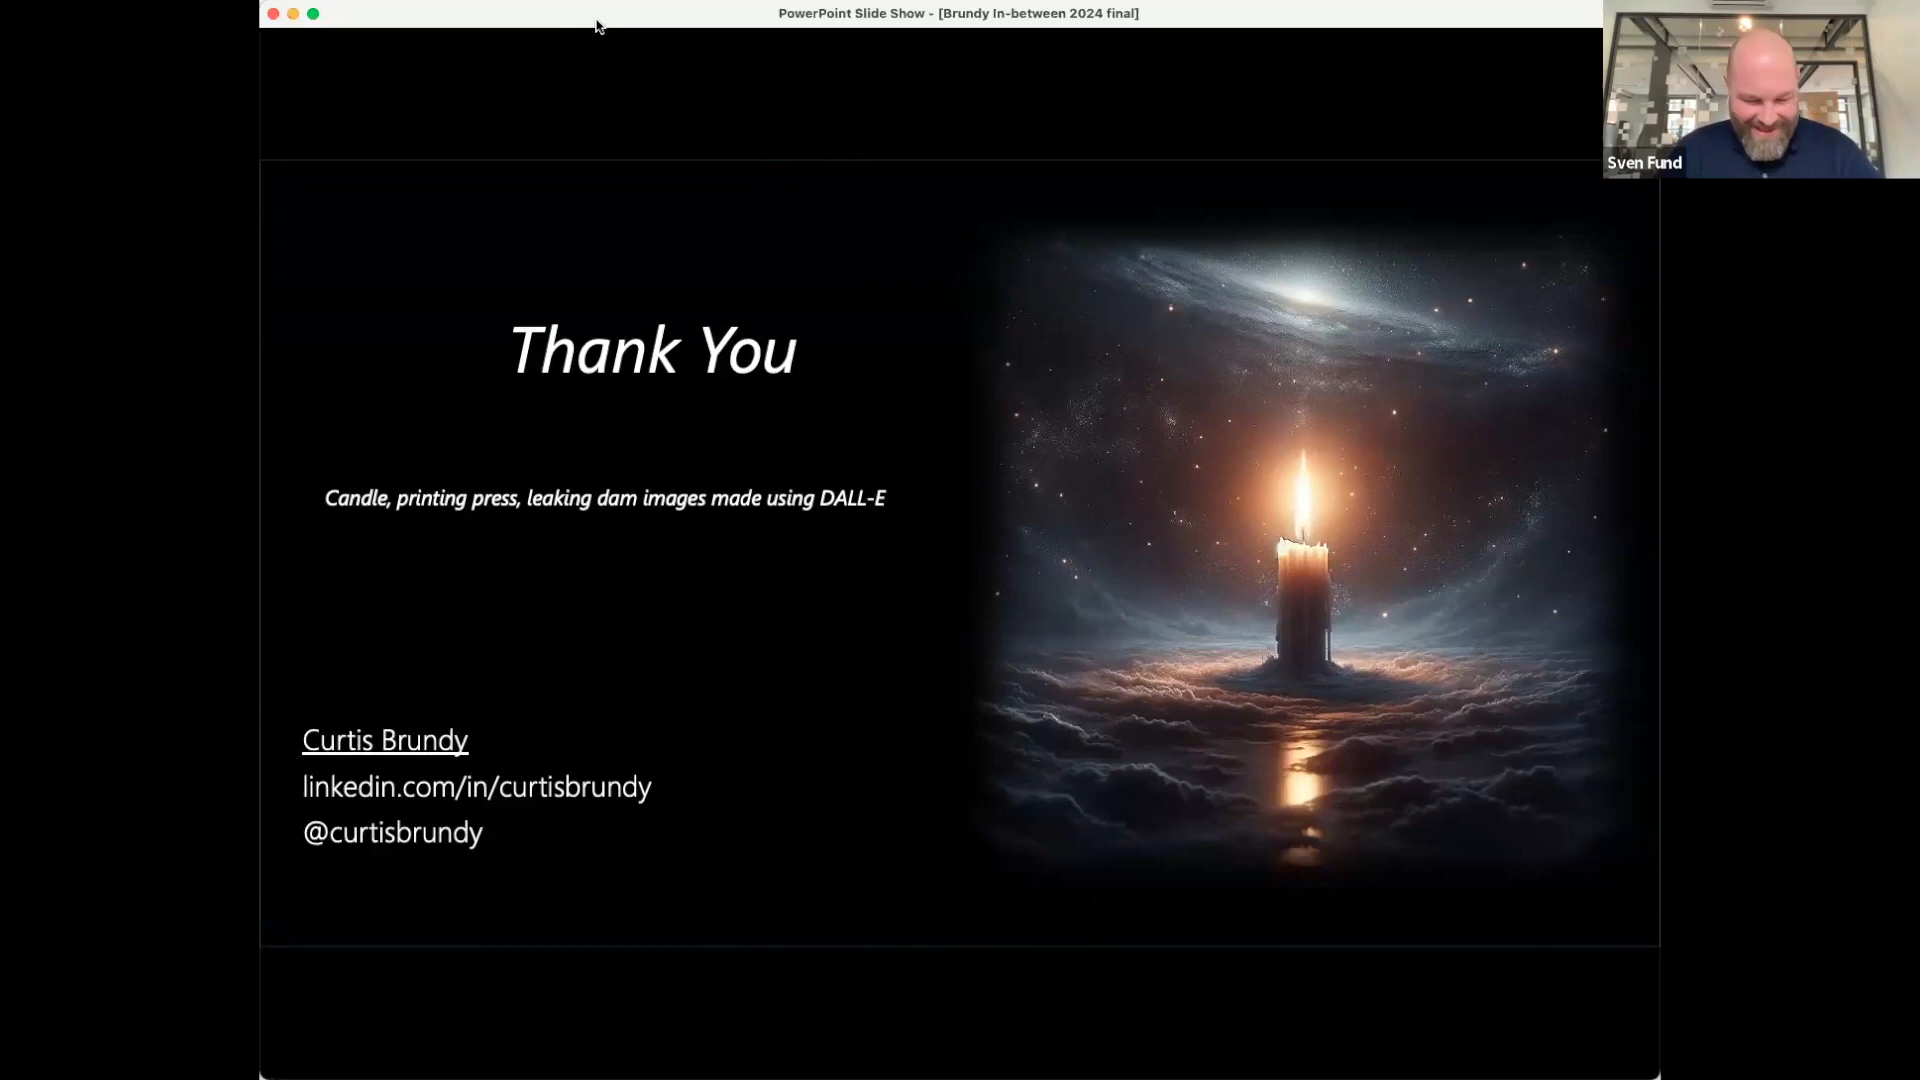 PowerPoint Slide Show - [Brundy In-between 2024 final]
Sven Fund
Thank You
Candle, printing press, leaking dam images made using DALL-E
Curtis Brundy
linkedin.com/in/curtisbrundy
@curtisbrundy